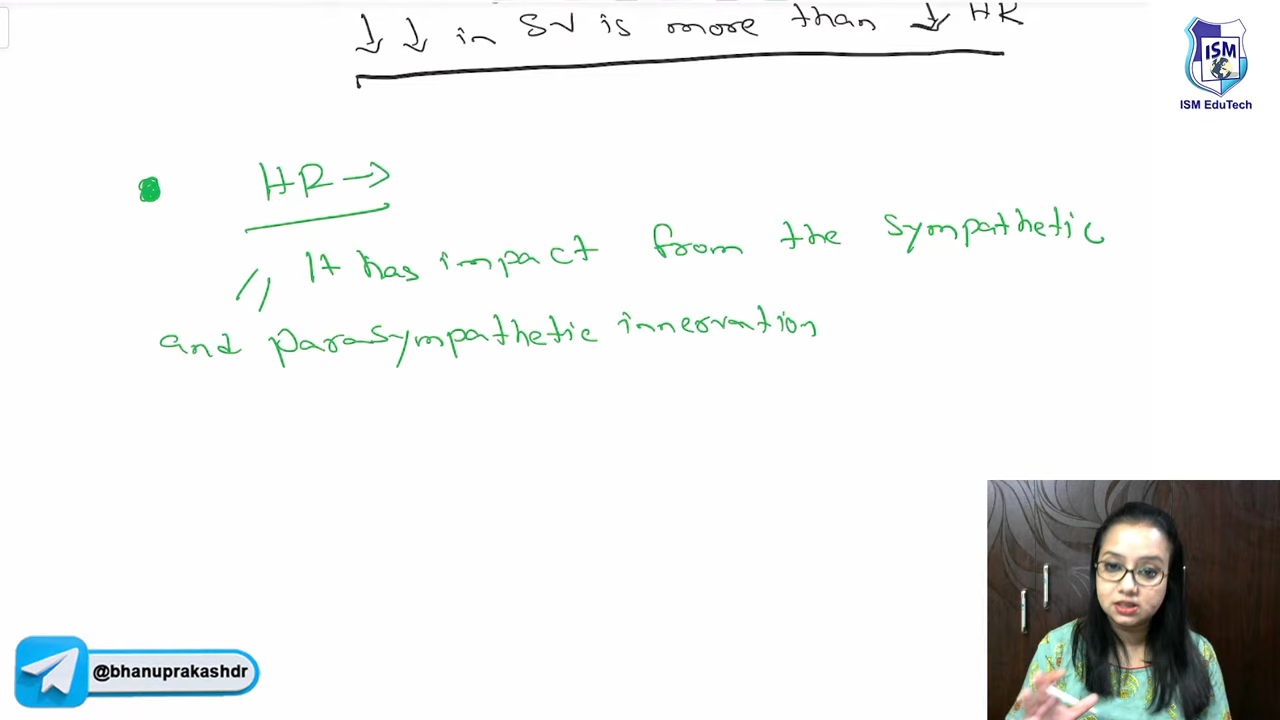 ↓ ↓ in SV is more than ↓ HR
ISM
ISM EduTech
HR →
It has impact from the sympathetic
and parasympathetic innervation
@bhanuprakashdr